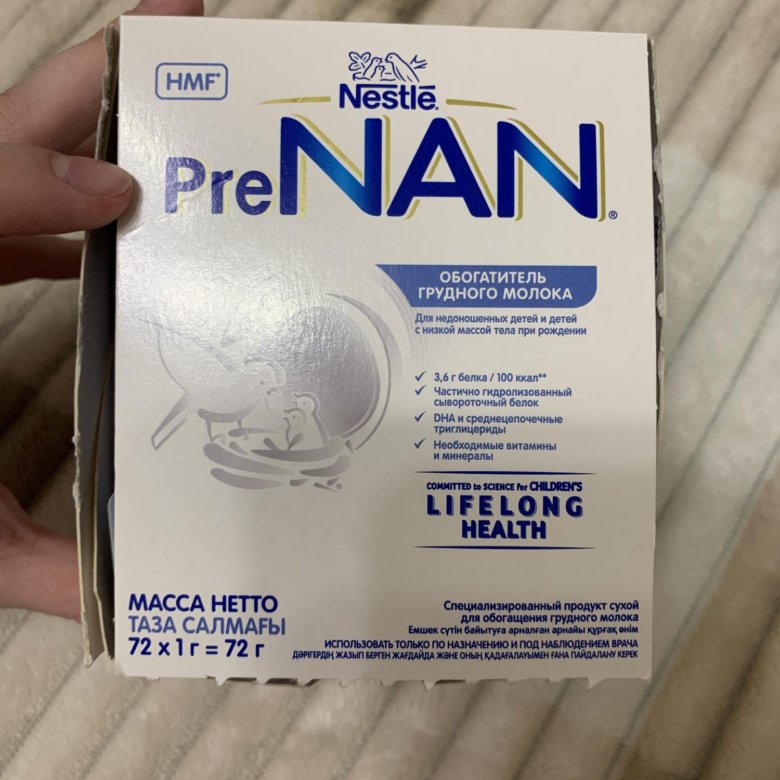 HMF*
Nestlé®
PreNAN®
ОБОГАТИТЕЛЬ
ГРУДНОГО МОЛОКА
Для недоношенных детей и детей
с низкой массой тела при рождении
✓ 3,6 г белка / 100 ккал**
✓ Частично гидролизованный
сывороточный белок
✓ DHA и среднецепочечные
триглицериды
✓ Необходимые витамины
и минералы
COMMITTED to SCIENCE for CHILDREN'S
LIFELONG
HEALTH
МАССА НЕТТО
ТАЗА САЛМАҒЫ
72 x 1 г = 72 г
Специализированный продукт сухой
для обогащения грудного молока
Емшек сүтін байытуға арналған арнайы құрғақ өнім
ИСПОЛЬЗОВАТЬ ТОЛЬКО ПО НАЗНАЧЕНИЮ И ПОД НАБЛЮДЕНИЕМ ВРАЧА
ДӘРІГЕРДІҢ ЖАЗЫП БЕРГЕН ЖАҒДАЙДА ЖӘНЕ ОНЫҢ ҚАДАҒАЛАУЫМЕН ҒАНА ПАЙДАЛАНУ КЕРЕК